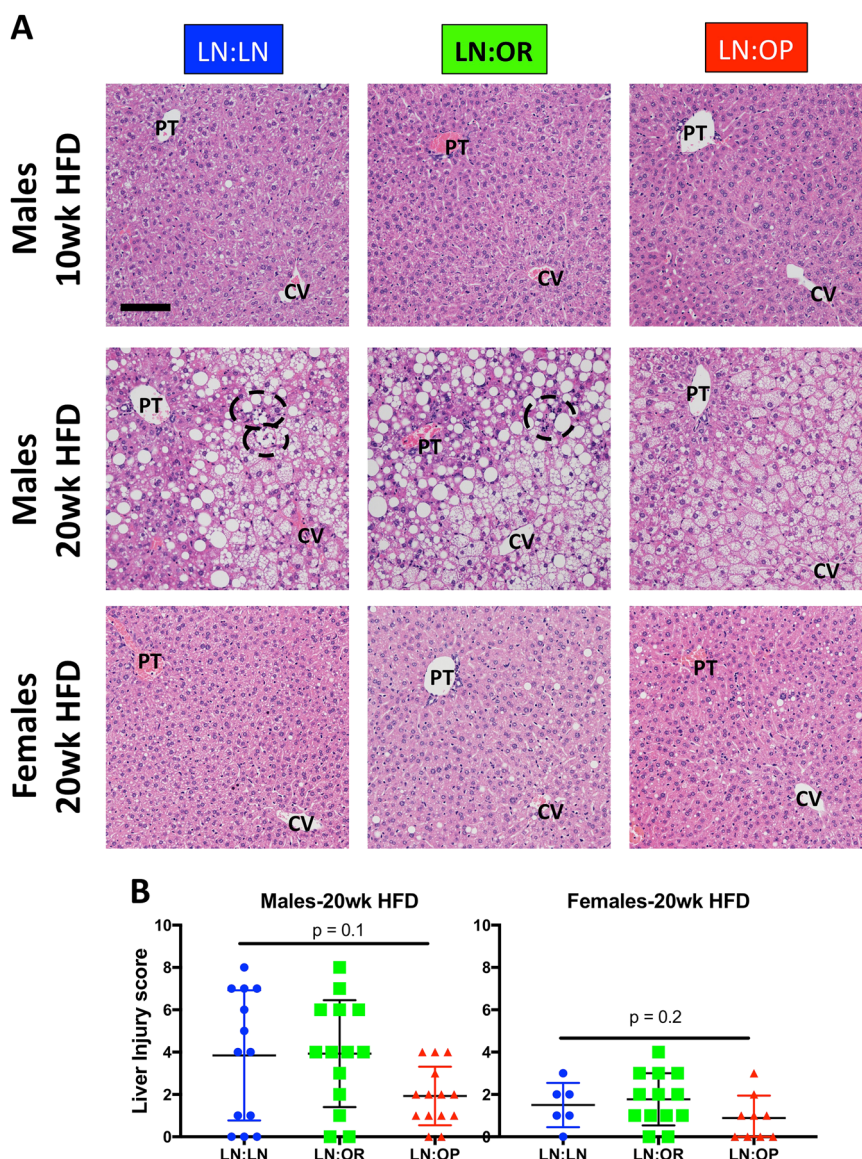 A
LN:LN LN:OR LN:OP
Males
10wk HFD
PT PT PT
CV CV CV
Males
20wk HFD
PT PT PT
CV CV CV
Females
20wk HFD
PT PT PT
CV CV CV
B
Males-20wk HFD Females-20wk HFD
Liver Injury score
10 8 6 4 2 0
p = 0.1
LN:LN LN:OR LN:OP
10 8 6 4 2 0
p = 0.2
LN:LN LN:OR LN:OP